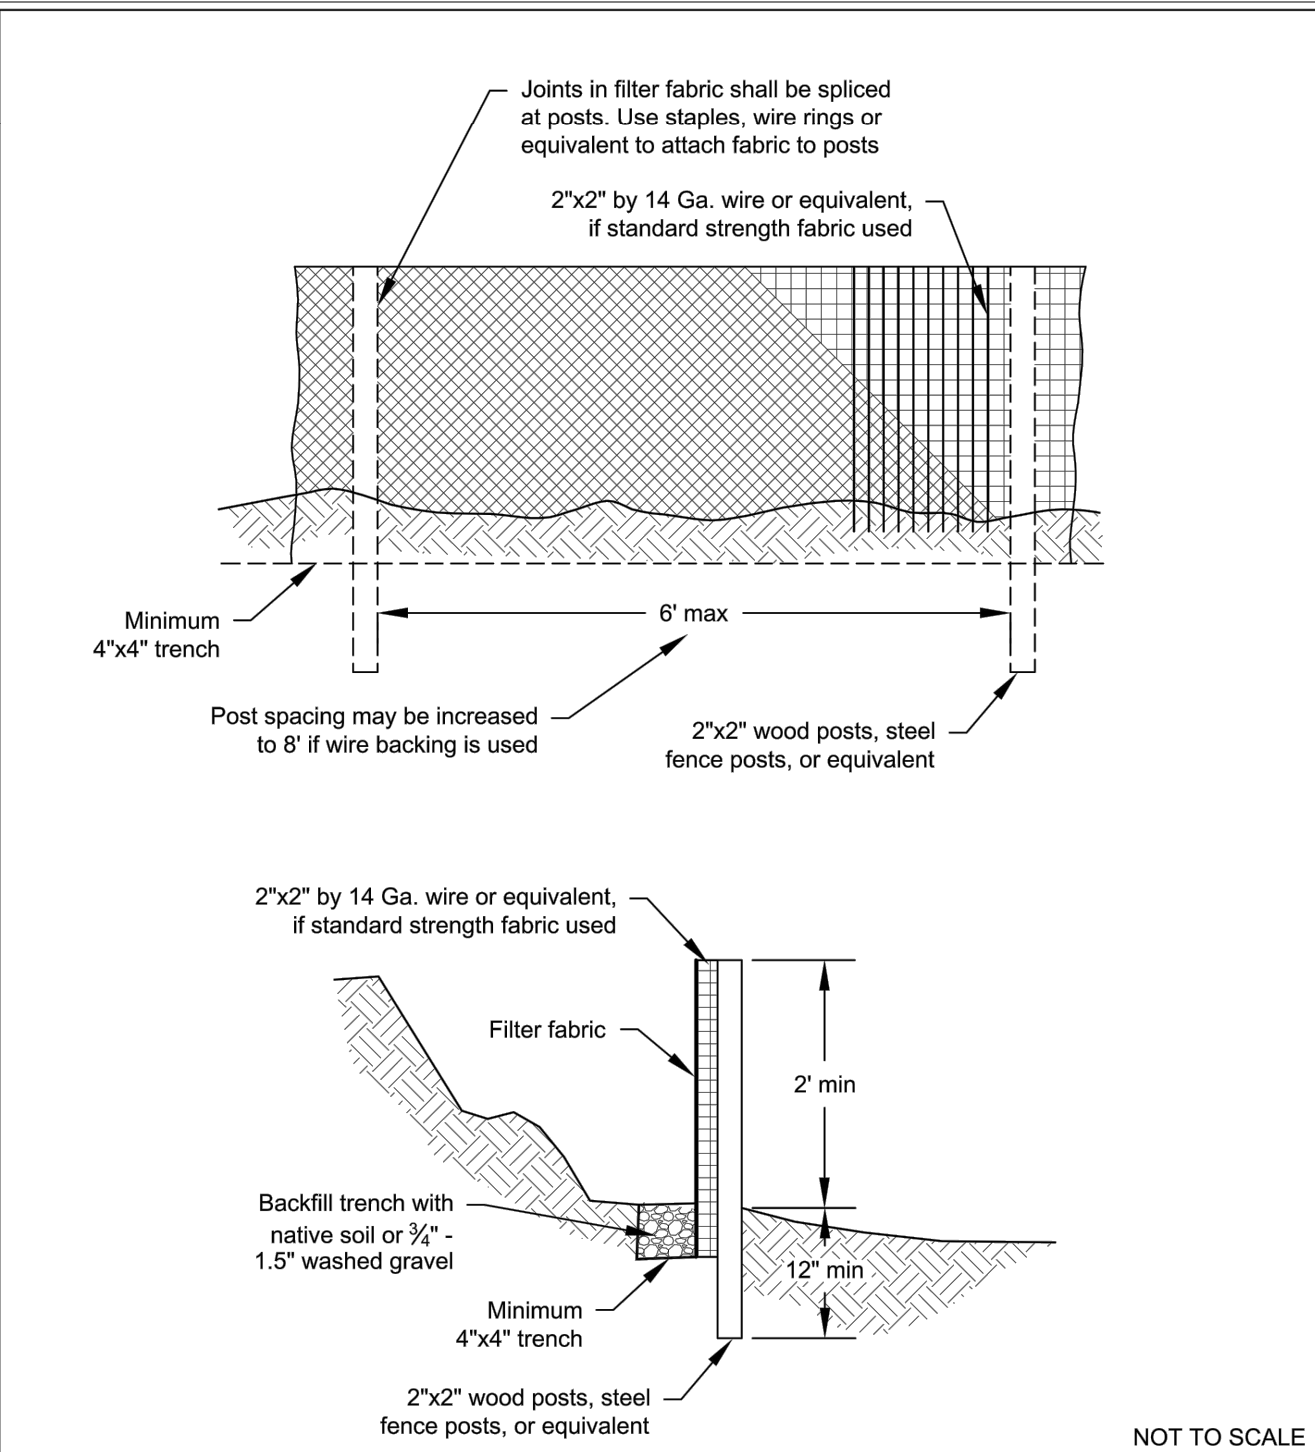 Joints in filter fabric shall be spliced
at posts. Use staples, wire rings or
equivalent to attach fabric to posts
2"x2" by 14 Ga. wire or equivalent,
if standard strength fabric used
Minimum
4"x4" trench
6' max
Post spacing may be increased
to 8' if wire backing is used
2"x2" wood posts, steel
fence posts, or equivalent
2"x2" by 14 Ga. wire or equivalent,
if standard strength fabric used
Filter fabric
2' min
Backfill trench with
native soil or ¾" -
1.5" washed gravel
12" min
Minimum
4"x4" trench
2"x2" wood posts, steel
fence posts, or equivalent
NOT TO SCALE